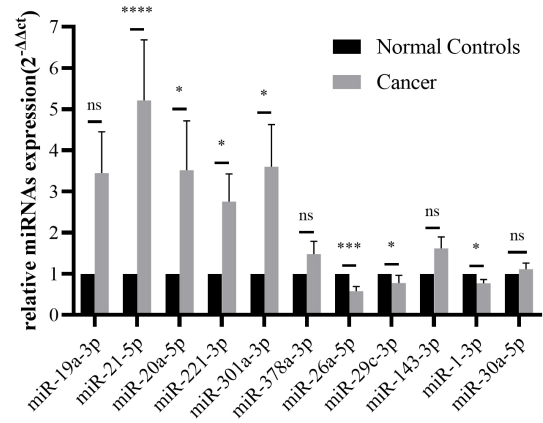 relative miRNAs expression(2^-ΔΔct)
7
6
5
4
3
2
1
0
Normal Controls
Cancer
ns
****
*
*
*
ns
***
*
ns
*
ns
miR-19a-3p
miR-21-5p
miR-20a-5p
miR-221-3p
miR-301a-3p
miR-378a-3p
miR-26a-5p
miR-29c-3p
miR-143-3p
miR-1-3p
miR-30a-5p